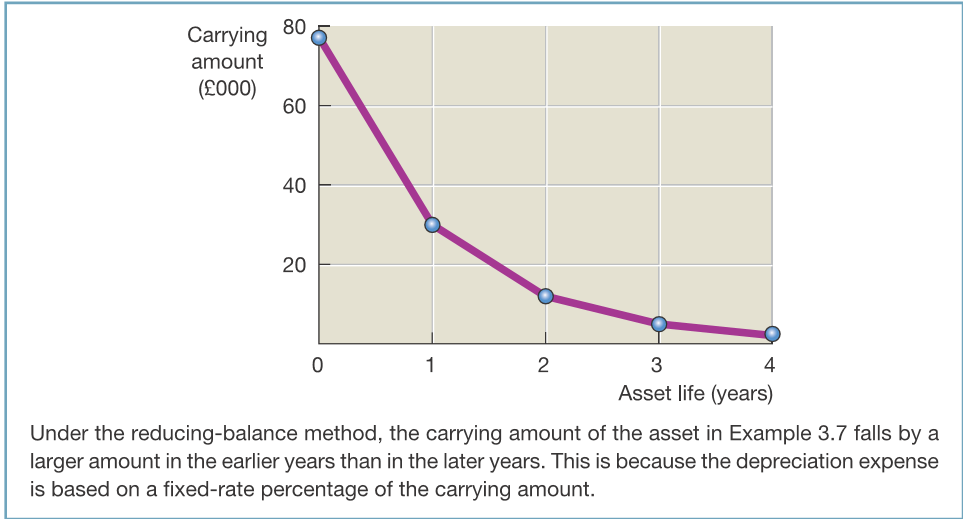 Carrying
amount
(£000)
80
60
40
20
0 1 2 3 4
Asset life (years)
Under the reducing-balance method, the carrying amount of the asset in Example 3.7 falls by a
larger amount in the earlier years than in the later years. This is because the depreciation expense
is based on a fixed-rate percentage of the carrying amount.